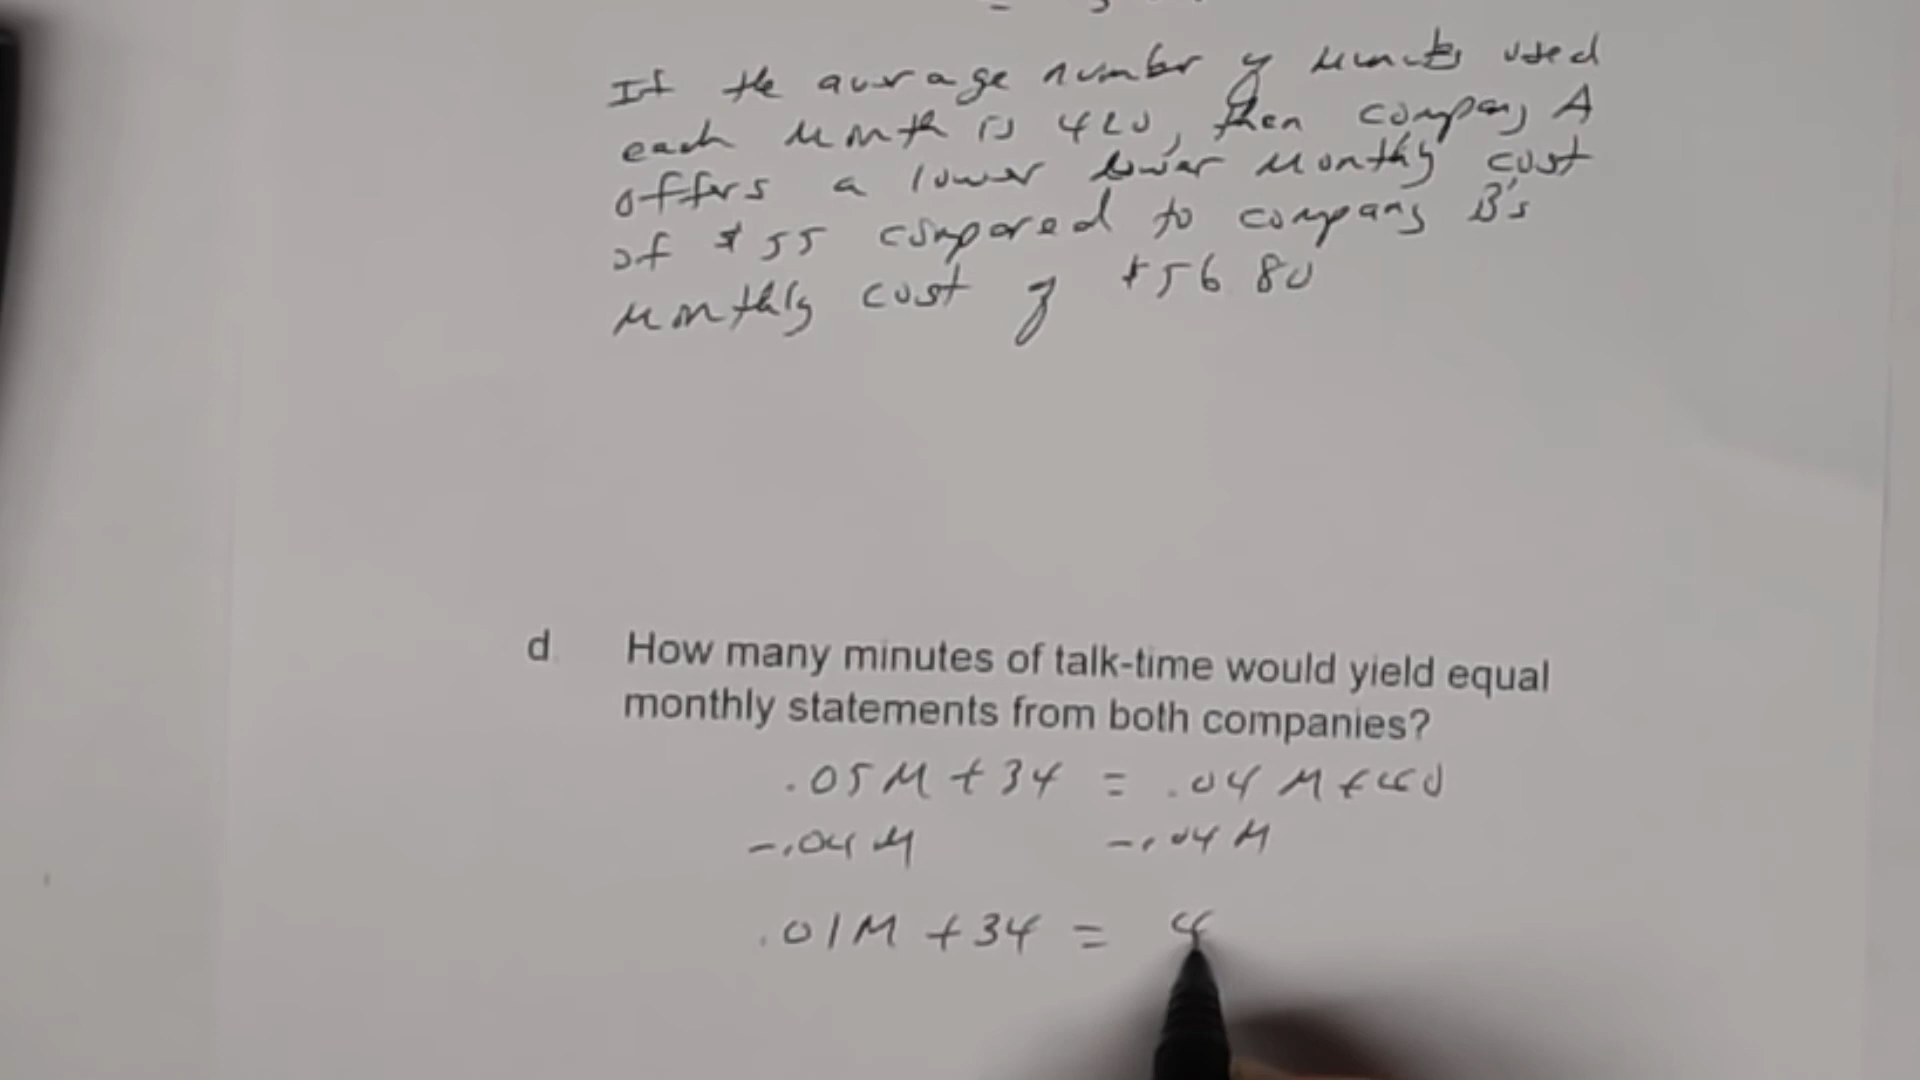 If the average number of minutes used
each month is 420, then company A
offers a lower lower monthly cost
of $55 compared to company B's
monthly cost of $56 80
d. How many minutes of talk-time would yield equal
monthly statements from both companies?
.05M + 34 = .04M + 40
-.04M -.04M
.01M + 34 = 4